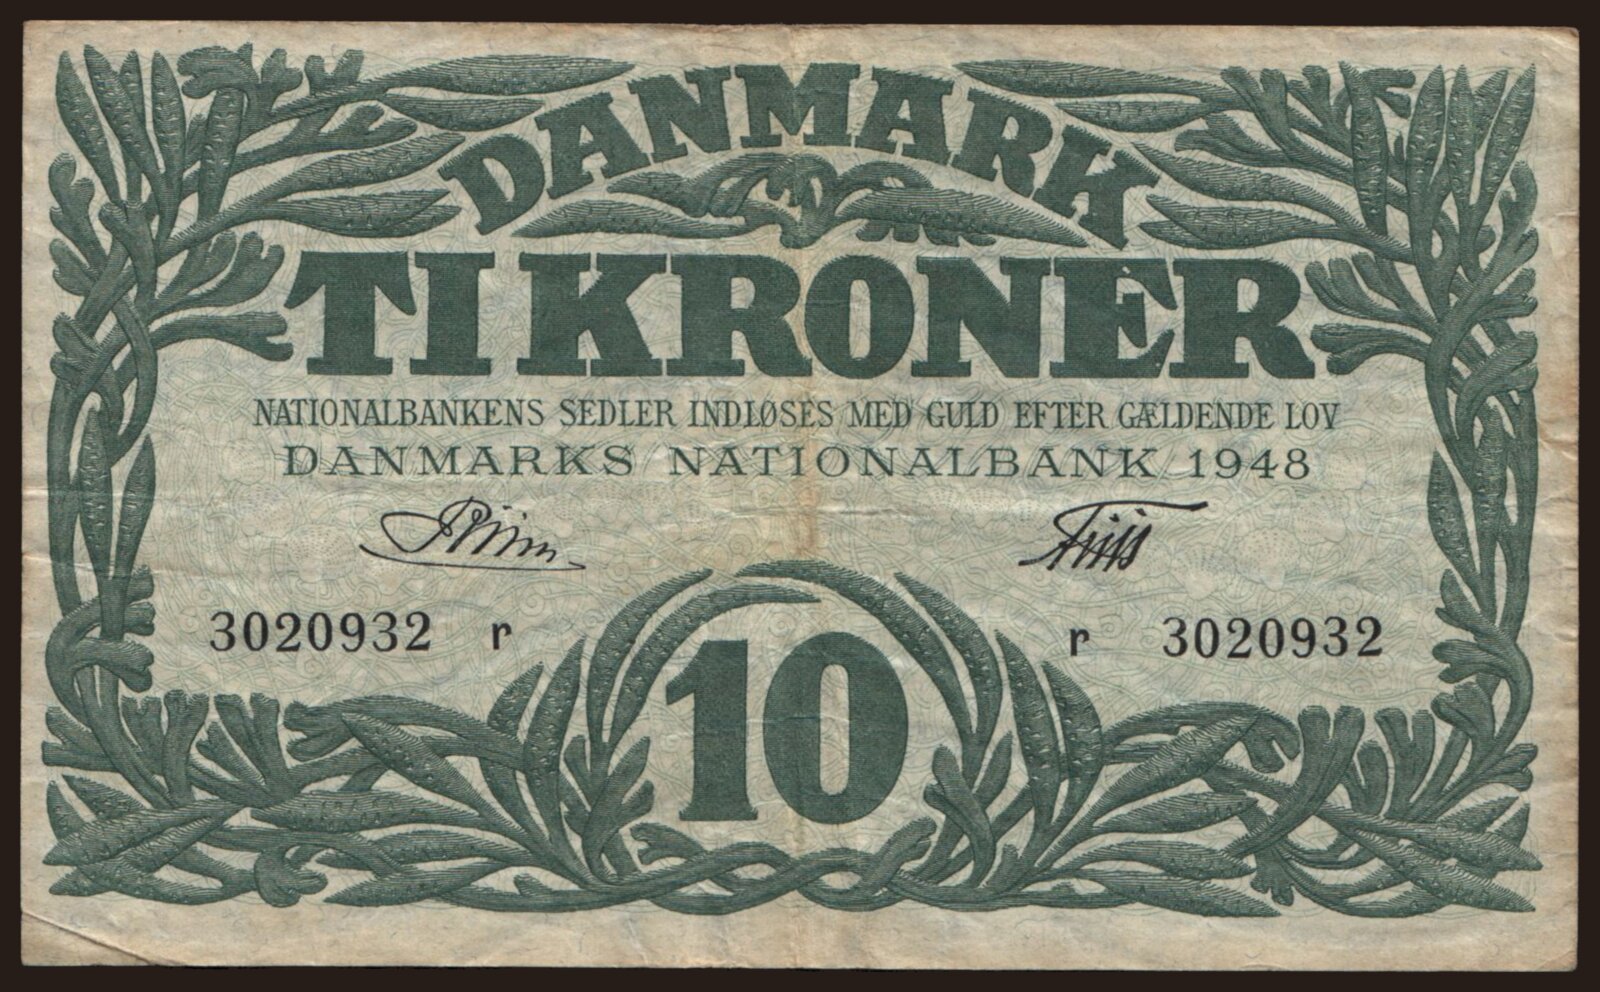 DANMARK
TI KRONER
NATIONALBANKENS SEDLER INDLØSES MED GULD EFTER GÆLDENDE LOV
DANMARKS NATIONALBANK 1948
3020932 r r 3020932
10